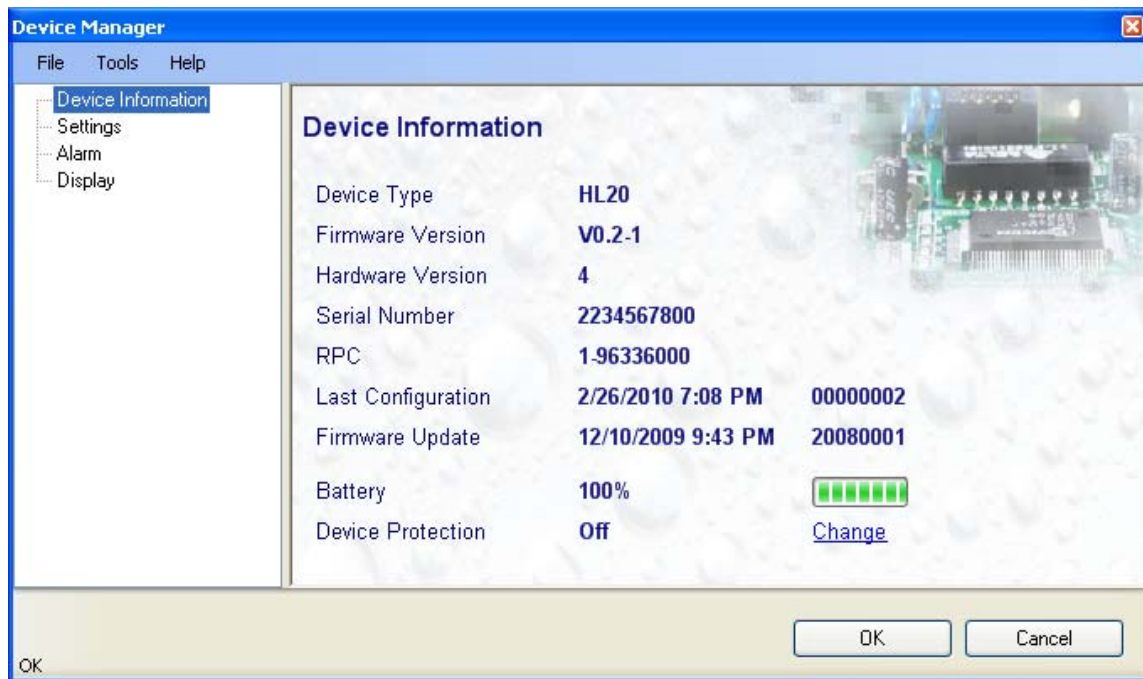 Device Manager
File Tools Help
Device Information
Settings
Alarm
Display
Device Information
Device Type HL20
Firmware Version V0.2-1
Hardware Version 4
Serial Number 2234567800
RPC 1-96336000
Last Configuration 2/26/2010 7:08 PM 00000002
Firmware Update 12/10/2009 9:43 PM 20080001
Battery 100%
Device Protection Off Change
OK Cancel
OK